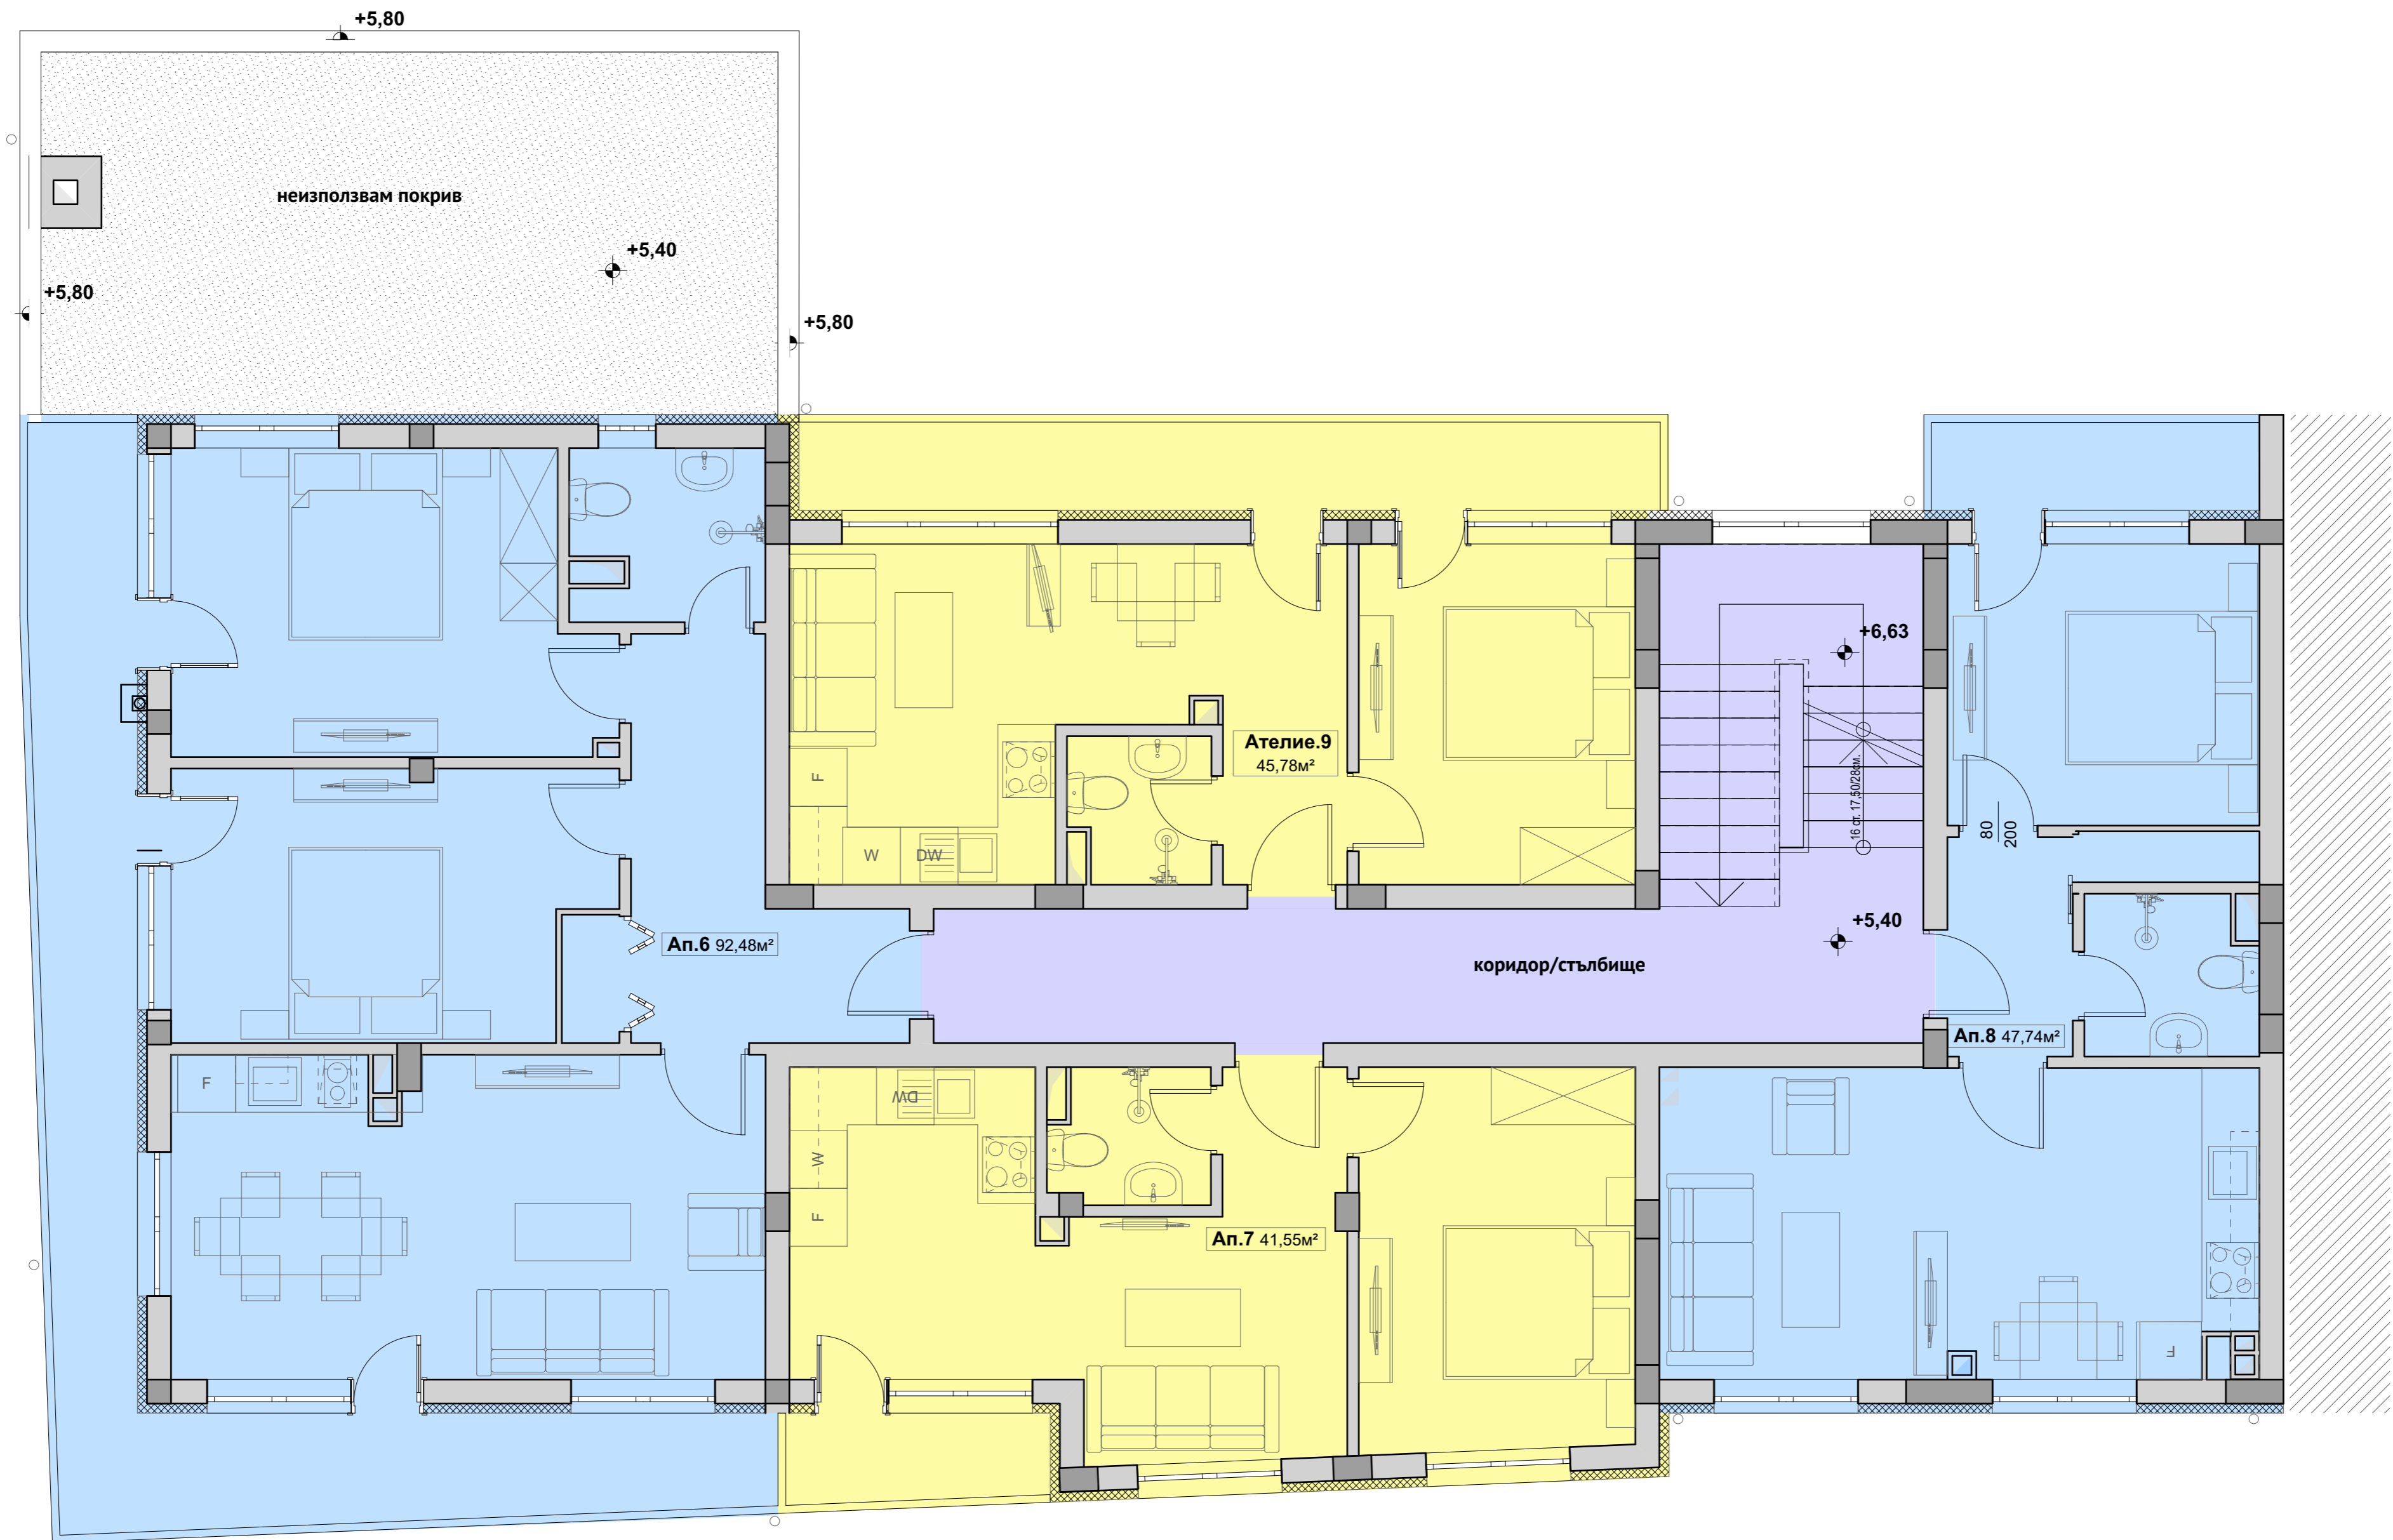 +5,80
неизползвам покрив
+5,40
+5,80
+5,80
+6,63
Ателие.9
45,78м²
F
W
DW
16 ст. 17,50/28см.
80
200
+5,40
Ап.6 92,48м²
коридор/стълбище
Ап.8 47,74м²
F
DW
W
F
Ап.7 41,55м²
F